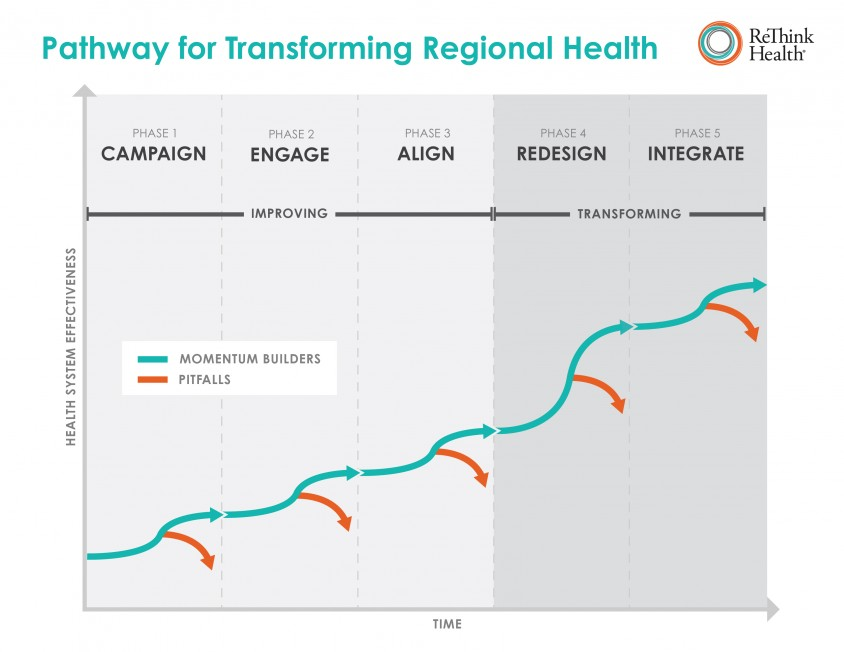 Pathway for Transforming Regional Health
ReThink
Health®
PHASE 1
CAMPAIGN
PHASE 2
ENGAGE
PHASE 3
ALIGN
PHASE 4
REDESIGN
PHASE 5
INTEGRATE
IMPROVING
TRANSFORMING
HEALTH SYSTEM EFFECTIVENESS
MOMENTUM BUILDERS
PITFALLS
TIME